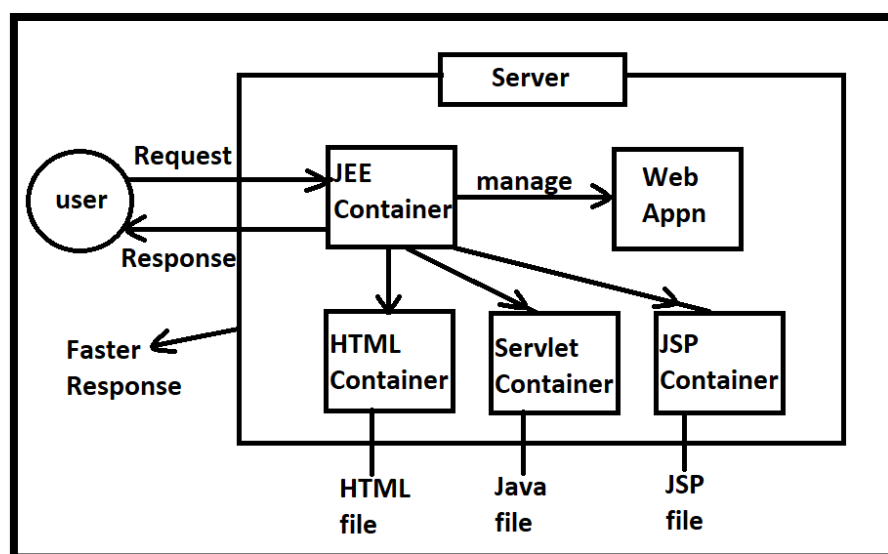 Server
Request
JEE
Container
manage
Web
Appn
user
Response
Faster
Response
HTML
Container
Servlet
Container
JSP
Container
HTML
file
Java
file
JSP
file